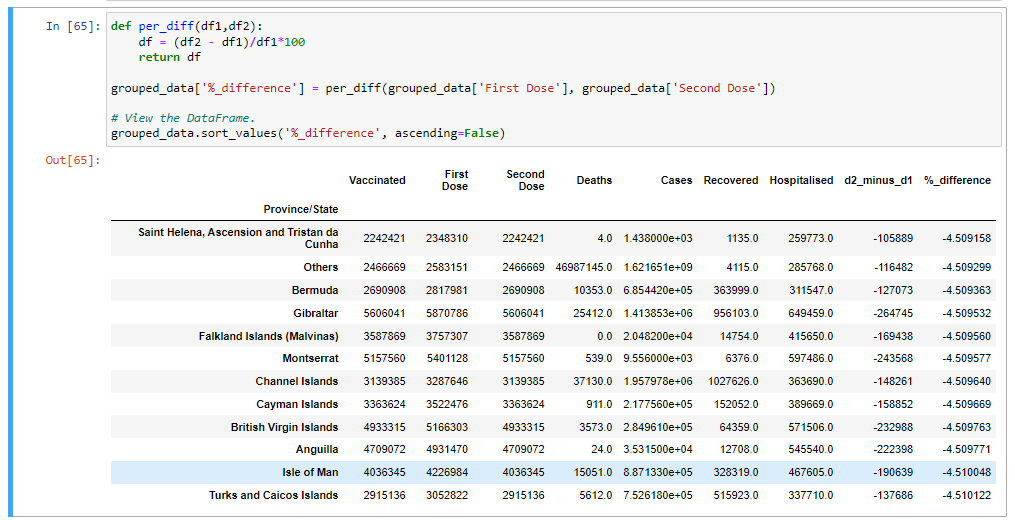 In [65]: def per_diff(df1,df2):
    df = (df2 - df1)/df1*100
    return df
grouped_data['%_difference'] = per_diff(grouped_data['First Dose'], grouped_data['Second Dose'])
# View the DataFrame.
grouped_data.sort_values('%_difference', ascending=False)
Out[65]:
Vaccinated First Dose Second Dose Deaths Cases Recovered Hospitalised d2_minus_d1 %_difference
Province/State
Saint Helena, Ascension and Tristan da Cunha 2242421 2348310 2242421 4.0 1.438000e+03 1135.0 259773.0 -105889 -4.509158
Others 2466669 2583151 2466669 46987145.0 1.621651e+09 4115.0 285768.0 -116482 -4.509299
Bermuda 2690908 2817981 2690908 10353.0 6.854420e+05 363999.0 311547.0 -127073 -4.509363
Gibraltar 5606041 5870786 5606041 25412.0 1.413853e+06 956103.0 649459.0 -264745 -4.509532
Falkland Islands (Malvinas) 3587869 3757307 3587869 0.0 2.048200e+04 14754.0 415650.0 -169438 -4.509560
Montserrat 5157560 5401128 5157560 539.0 9.556000e+03 6376.0 597486.0 -243568 -4.509577
Channel Islands 3139385 3287646 3139385 37130.0 1.957978e+06 1027626.0 363690.0 -148261 -4.509640
Cayman Islands 3363624 3522476 3363624 911.0 2.177560e+05 152052.0 389669.0 -158852 -4.509669
British Virgin Islands 4933315 5166303 4933315 3573.0 2.849610e+05 64359.0 571506.0 -232988 -4.509763
Anguilla 4709072 4931470 4709072 24.0 3.531500e+04 12708.0 545540.0 -222398 -4.509771
Isle of Man 4036345 4226984 4036345 15051.0 8.871330e+05 328319.0 467605.0 -190639 -4.510048
Turks and Caicos Islands 2915136 3052822 2915136 5612.0 7.526180e+05 515923.0 337710.0 -137686 -4.510122